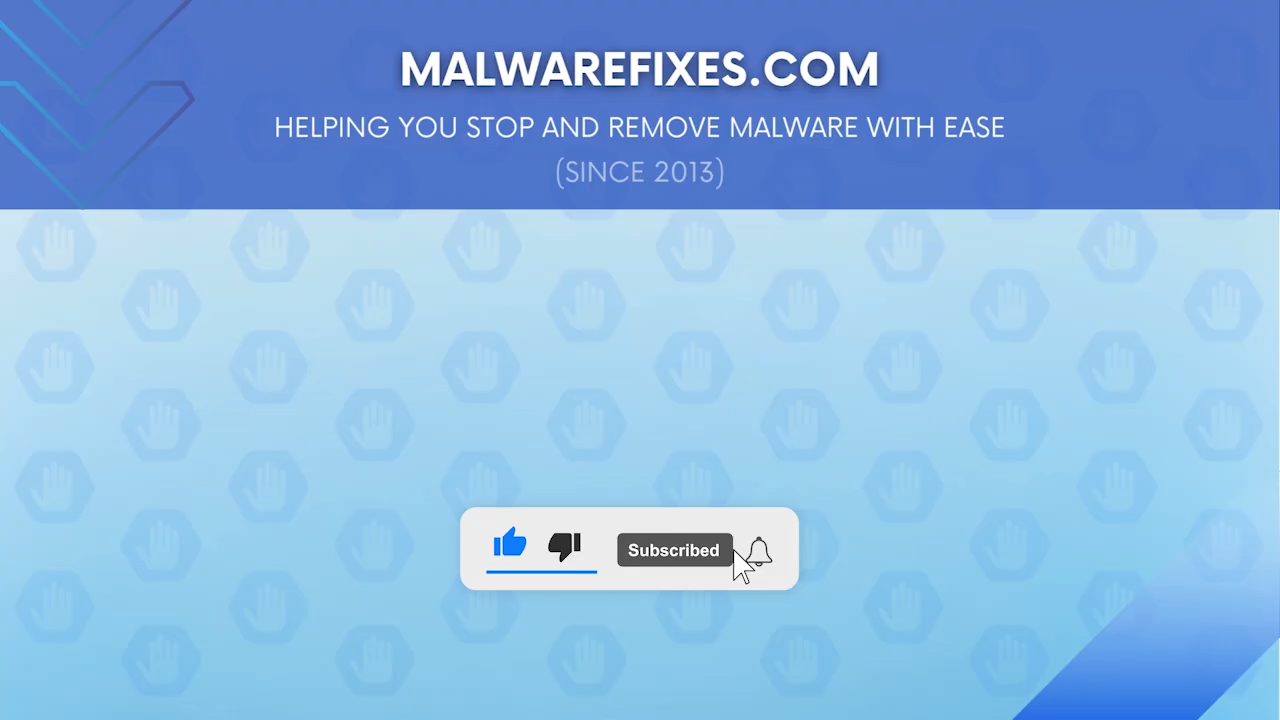 MALWAREFIXES.COM
HELPING YOU STOP AND REMOVE MALWARE WITH EASE
(SINCE 2013)
Subscribed